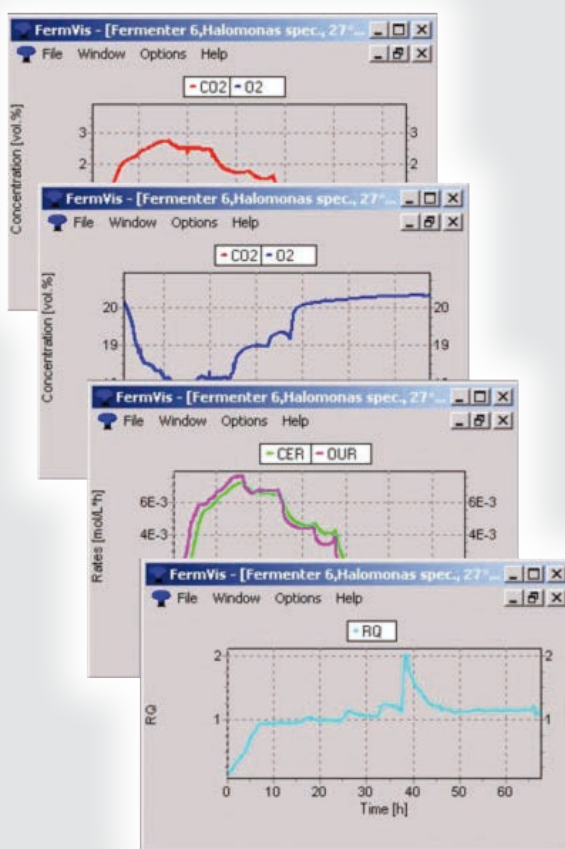 FermVis - [Fermenter 6,Halomonas spec., 27°...
File Window Options Help
CO2 O2
Concentration [vol.%]
3 3
2 2
FermVis - [Fermenter 6,Halomonas spec., 27°...
File Window Options Help
CO2 O2
Concentration [vol.%]
20 20
19 19
FermVis - [Fermenter 6,Halomonas spec., 27°...
File Window Options Help
CER OUR
Rates [mol/L*h]
6E-3 6E-3
4E-3 4E-3
FermVis - [Fermenter 6,Halomonas spec., 27°...
File Window Options Help
RQ
RQ
2 2
1 1
0 10 20 30 40 50 60
Time [h]